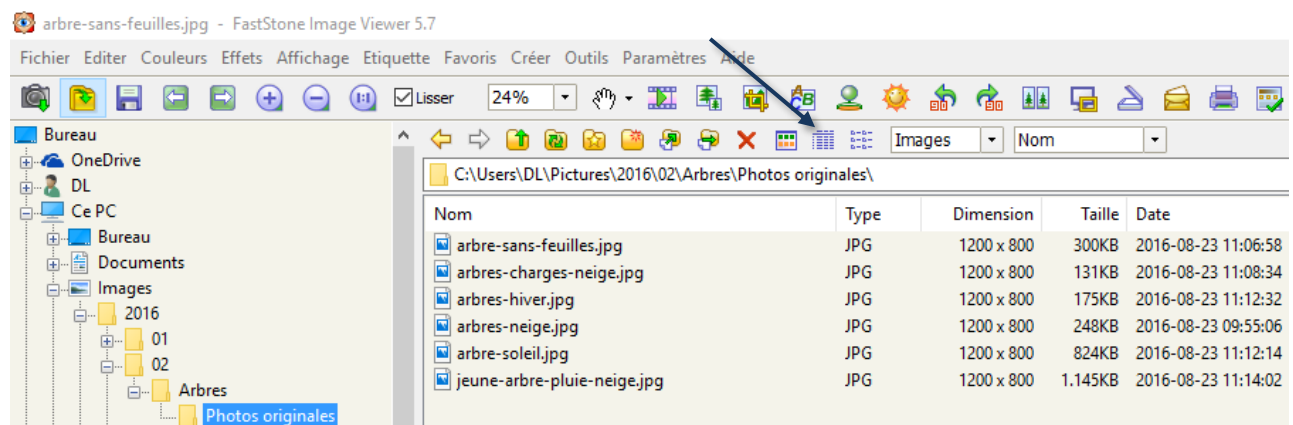 arbre-sans-feuilles.jpg - FastStone Image Viewer 5.7
Fichier Editer Couleurs Effets Affichage Etiquette Favoris Créer Outils Paramètres Aide
Lisser 24%
Images Nom
C:\Users\DL\Pictures\2016\02\Arbres\Photos originales\
Bureau
OneDrive
DL
Ce PC
Bureau
Documents
Images
2016
01
02
Arbres
Photos originales
Nom Type Dimension Taille Date
arbre-sans-feuilles.jpg JPG 1200 x 800 300KB 2016-08-23 11:06:58
arbres-charges-neige.jpg JPG 1200 x 800 131KB 2016-08-23 11:08:34
arbres-hiver.jpg JPG 1200 x 800 175KB 2016-08-23 11:12:32
arbres-neige.jpg JPG 1200 x 800 248KB 2016-08-23 09:55:06
arbre-soleil.jpg JPG 1200 x 800 824KB 2016-08-23 11:12:14
jeune-arbre-pluie-neige.jpg JPG 1200 x 800 1.145KB 2016-08-23 11:14:02